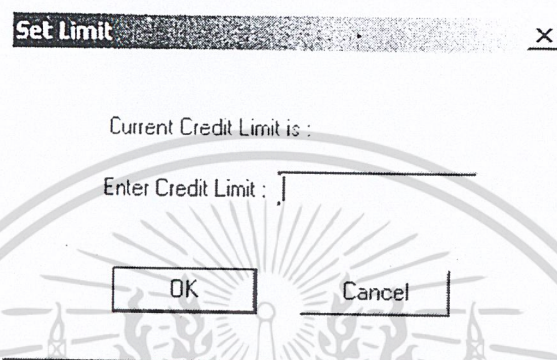 Set Limit
Current Credit Limit is :
Enter Credit Limit :
OK Cancel